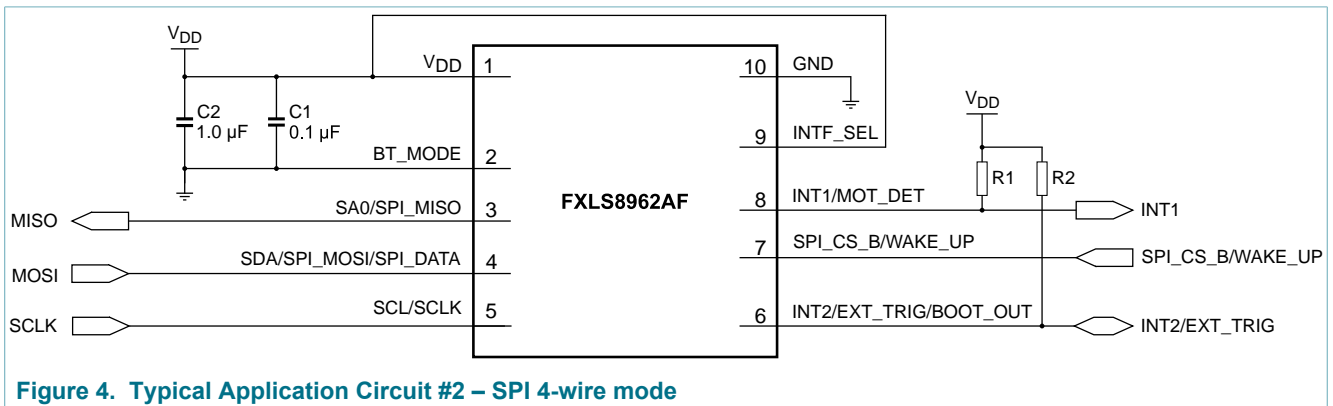 VDD
VDD
1
10
GND
C2
1.0 µF
C1
0.1 µF
VDD
9
INTF_SEL
BT_MODE
2
R1
R2
FXLS8962AF
8
INT1/MOT_DET
INT1
MISO
SA0/SPI_MISO
3
7
SPI_CS_B/WAKE_UP
SPI_CS_B/WAKE_UP
MOSI
SDA/SPI_MOSI/SPI_DATA
4
SCLK
SCL/SCLK
5
6
INT2/EXT_TRIG/BOOT_OUT
INT2/EXT_TRIG
Figure 4. Typical Application Circuit #2 – SPI 4-wire mode